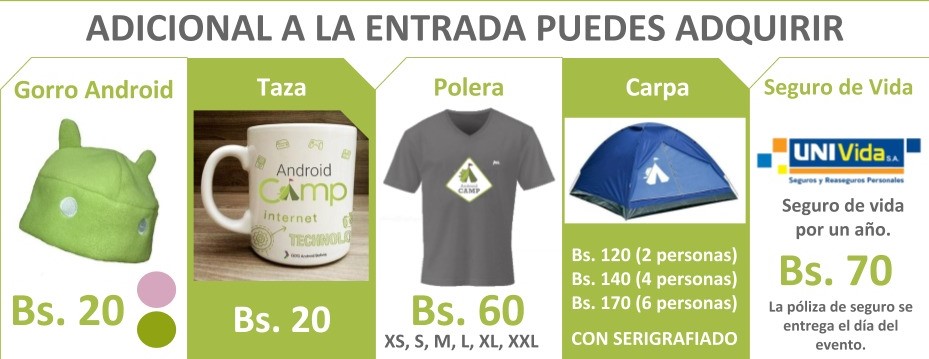 ADICIONAL A LA ENTRADA PUEDES ADQUIRIR
Gorro Android
Bs. 20
Taza
Android
Camp
internet
TECHNOLO
Bs. 20
Polera
Android
CAMP
Bs. 60
XS, S, M, L, XL, XXL
Carpa
Bs. 120 (2 personas)
Bs. 140 (4 personas)
Bs. 170 (6 personas)
CON SERIGRAFIADO
Seguro de Vida
UNIVida S.A.
Seguros y Reaseguros Personales
Seguro de vida
por un año.
Bs. 70
La póliza de seguro se
entrega el día del
evento.